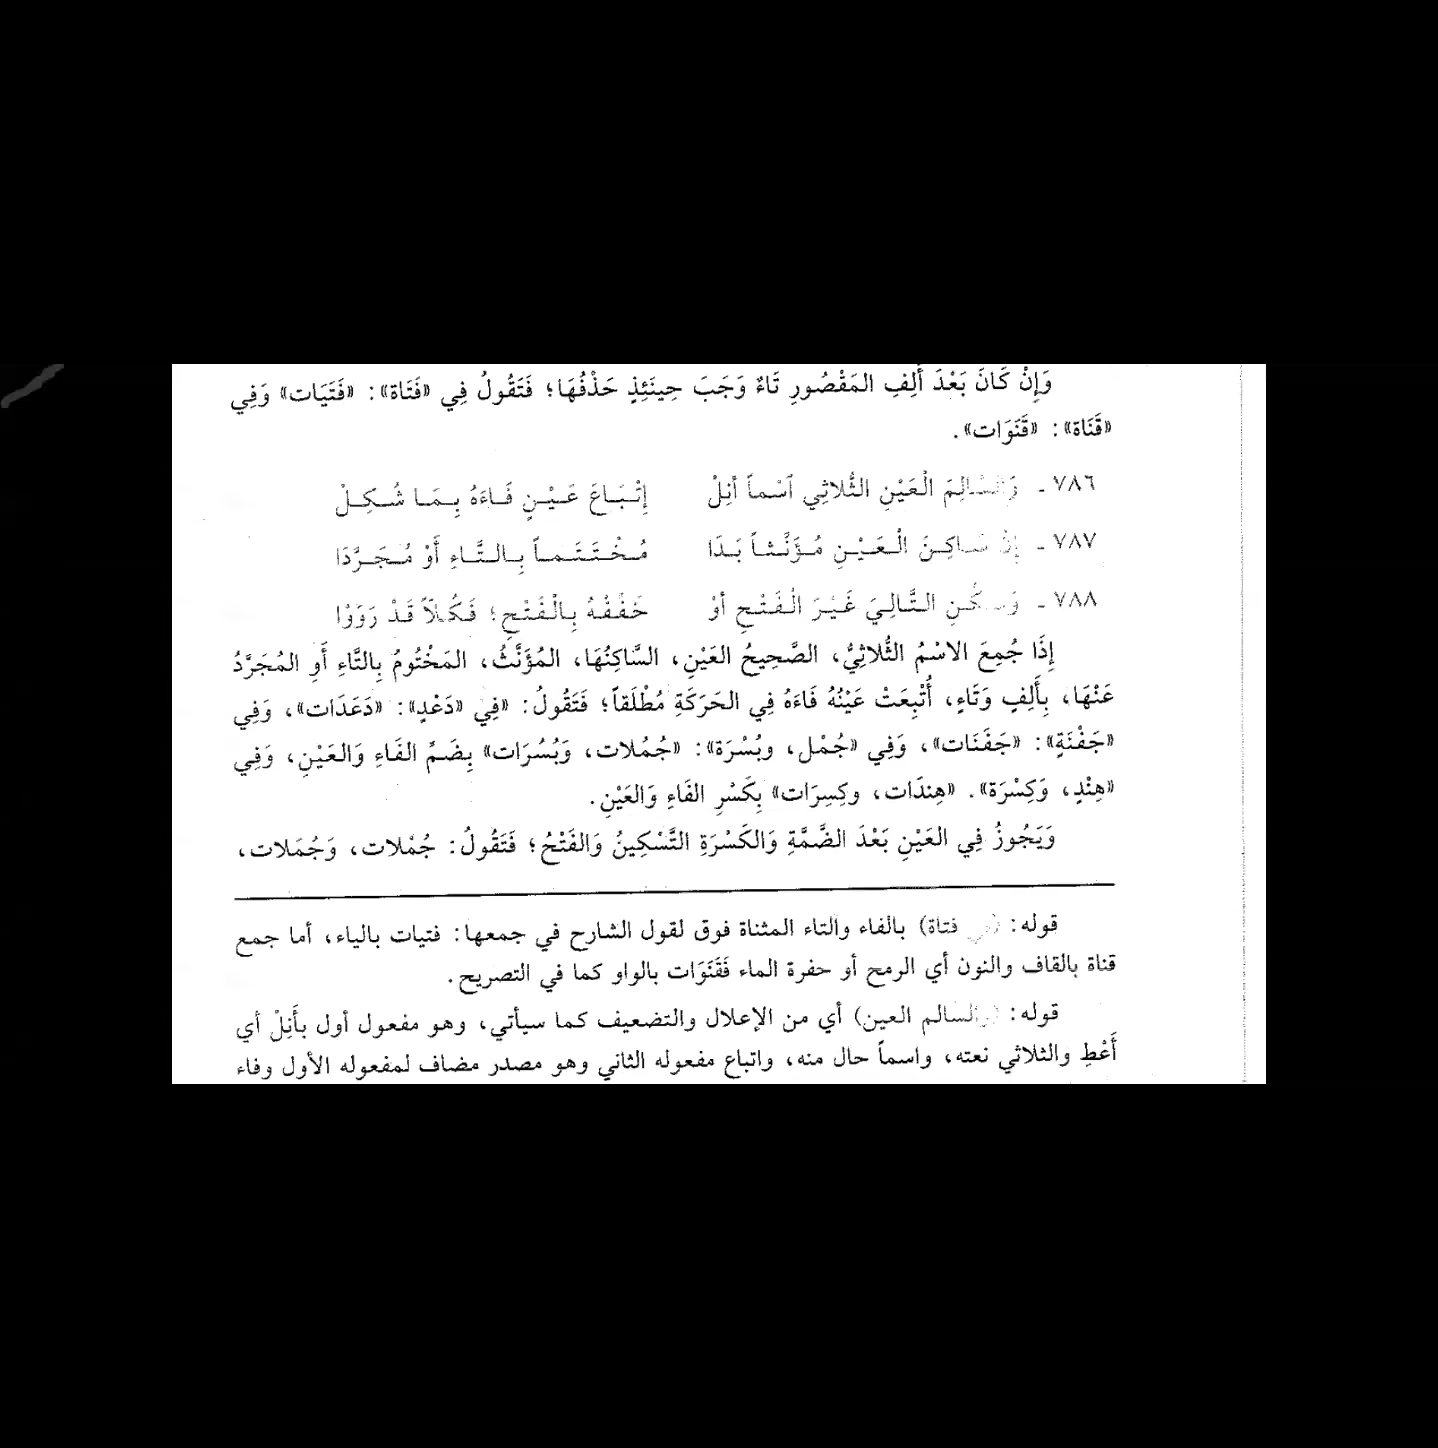 وَإِنْ كَانَ بَعْدَ أَلِفِ المَقْصُورِ تَاءٌ وَجَبَ حِينَئِذٍ حَذْفُهَا؛ فَتَقُولُ فِي «فَتَاة»: «فَتَيَات» وَفِي
«قَنَاة»: «قَنَوَات».
٧٨٦ ـ وَالسَّالِمَ الْعَيْنِ الثُّلاثِي ٱسْماً أَنِلْ إِتْبَاعَ عَيْنٍ فَاءَهُ بِمَا شُكِلْ
٧٨٧ ـ إِنْ سَاكِنَ الْعَيْنِ مُؤَنَّثاً بَدَا مُخْتَتَماً بِالتَّاءِ أَوْ مُجَرَّدَا
٧٨٨ ـ وَسَكِّنِ التَّالِيَ غَيْرَ الْفَتْحِ أَوْ خَفِّفْهُ بِالْفَتْحِ؛ فَكُلّاً قَدْ رَوَوْا
إِذَا جُمِعَ الاسْمُ الثُّلاثِيُّ، الصَّحِيحُ العَيْنِ، السَّاكِنُهَا، المُؤَنَّثُ، المَخْتُومُ بِالتَّاءِ أَوِ المُجَرَّدُ
عَنْهَا، بِأَلِفٍ وَتَاءٍ، أُتْبِعَتْ عَيْنُهُ فَاءَهُ فِي الحَرَكَةِ مُطْلَقاً؛ فَتَقُولُ: «فِي «دَعْدٍ»: «دَعَدَات»، وَفِي
«جَفْنَةٍ»: «جَفَنَات»، وَفِي «جُمْل، وبُسْرَة»: «جُمُلات، وَبُسُرَات» بِضَمِّ الفَاءِ وَالعَيْنِ، وَفِي
«هِنْدٍ، وَكِسْرَة». «هِنِدَات، وكِسِرَات» بِكَسْرِ الفَاءِ وَالعَيْنِ.
وَيَجُوزُ فِي العَيْنِ بَعْدَ الضَّمَّةِ وَالكَسْرَةِ التَّسْكِينُ وَالفَتْحُ؛ فَتَقُولُ: جُمْلات، وَجُمَلات،
قوله: (في فتاة) بالفاء والتاء المثناة فوق لقول الشارح في جمعها: فتيات بالياء، أما جمع
قناة بالقاف والنون أي الرمح أو حفرة الماء فَقَنَوَات بالواو كما في التصريح.
قوله: (والسالم العين) أي من الإعلال والتضعيف كما سيأتي، وهو مفعول أول بأَنِلْ أي
أَعْطِ والثلاثي نعته، واسماً حال منه، واتباع مفعوله الثاني وهو مصدر مضاف لمفعوله الأول وفاء